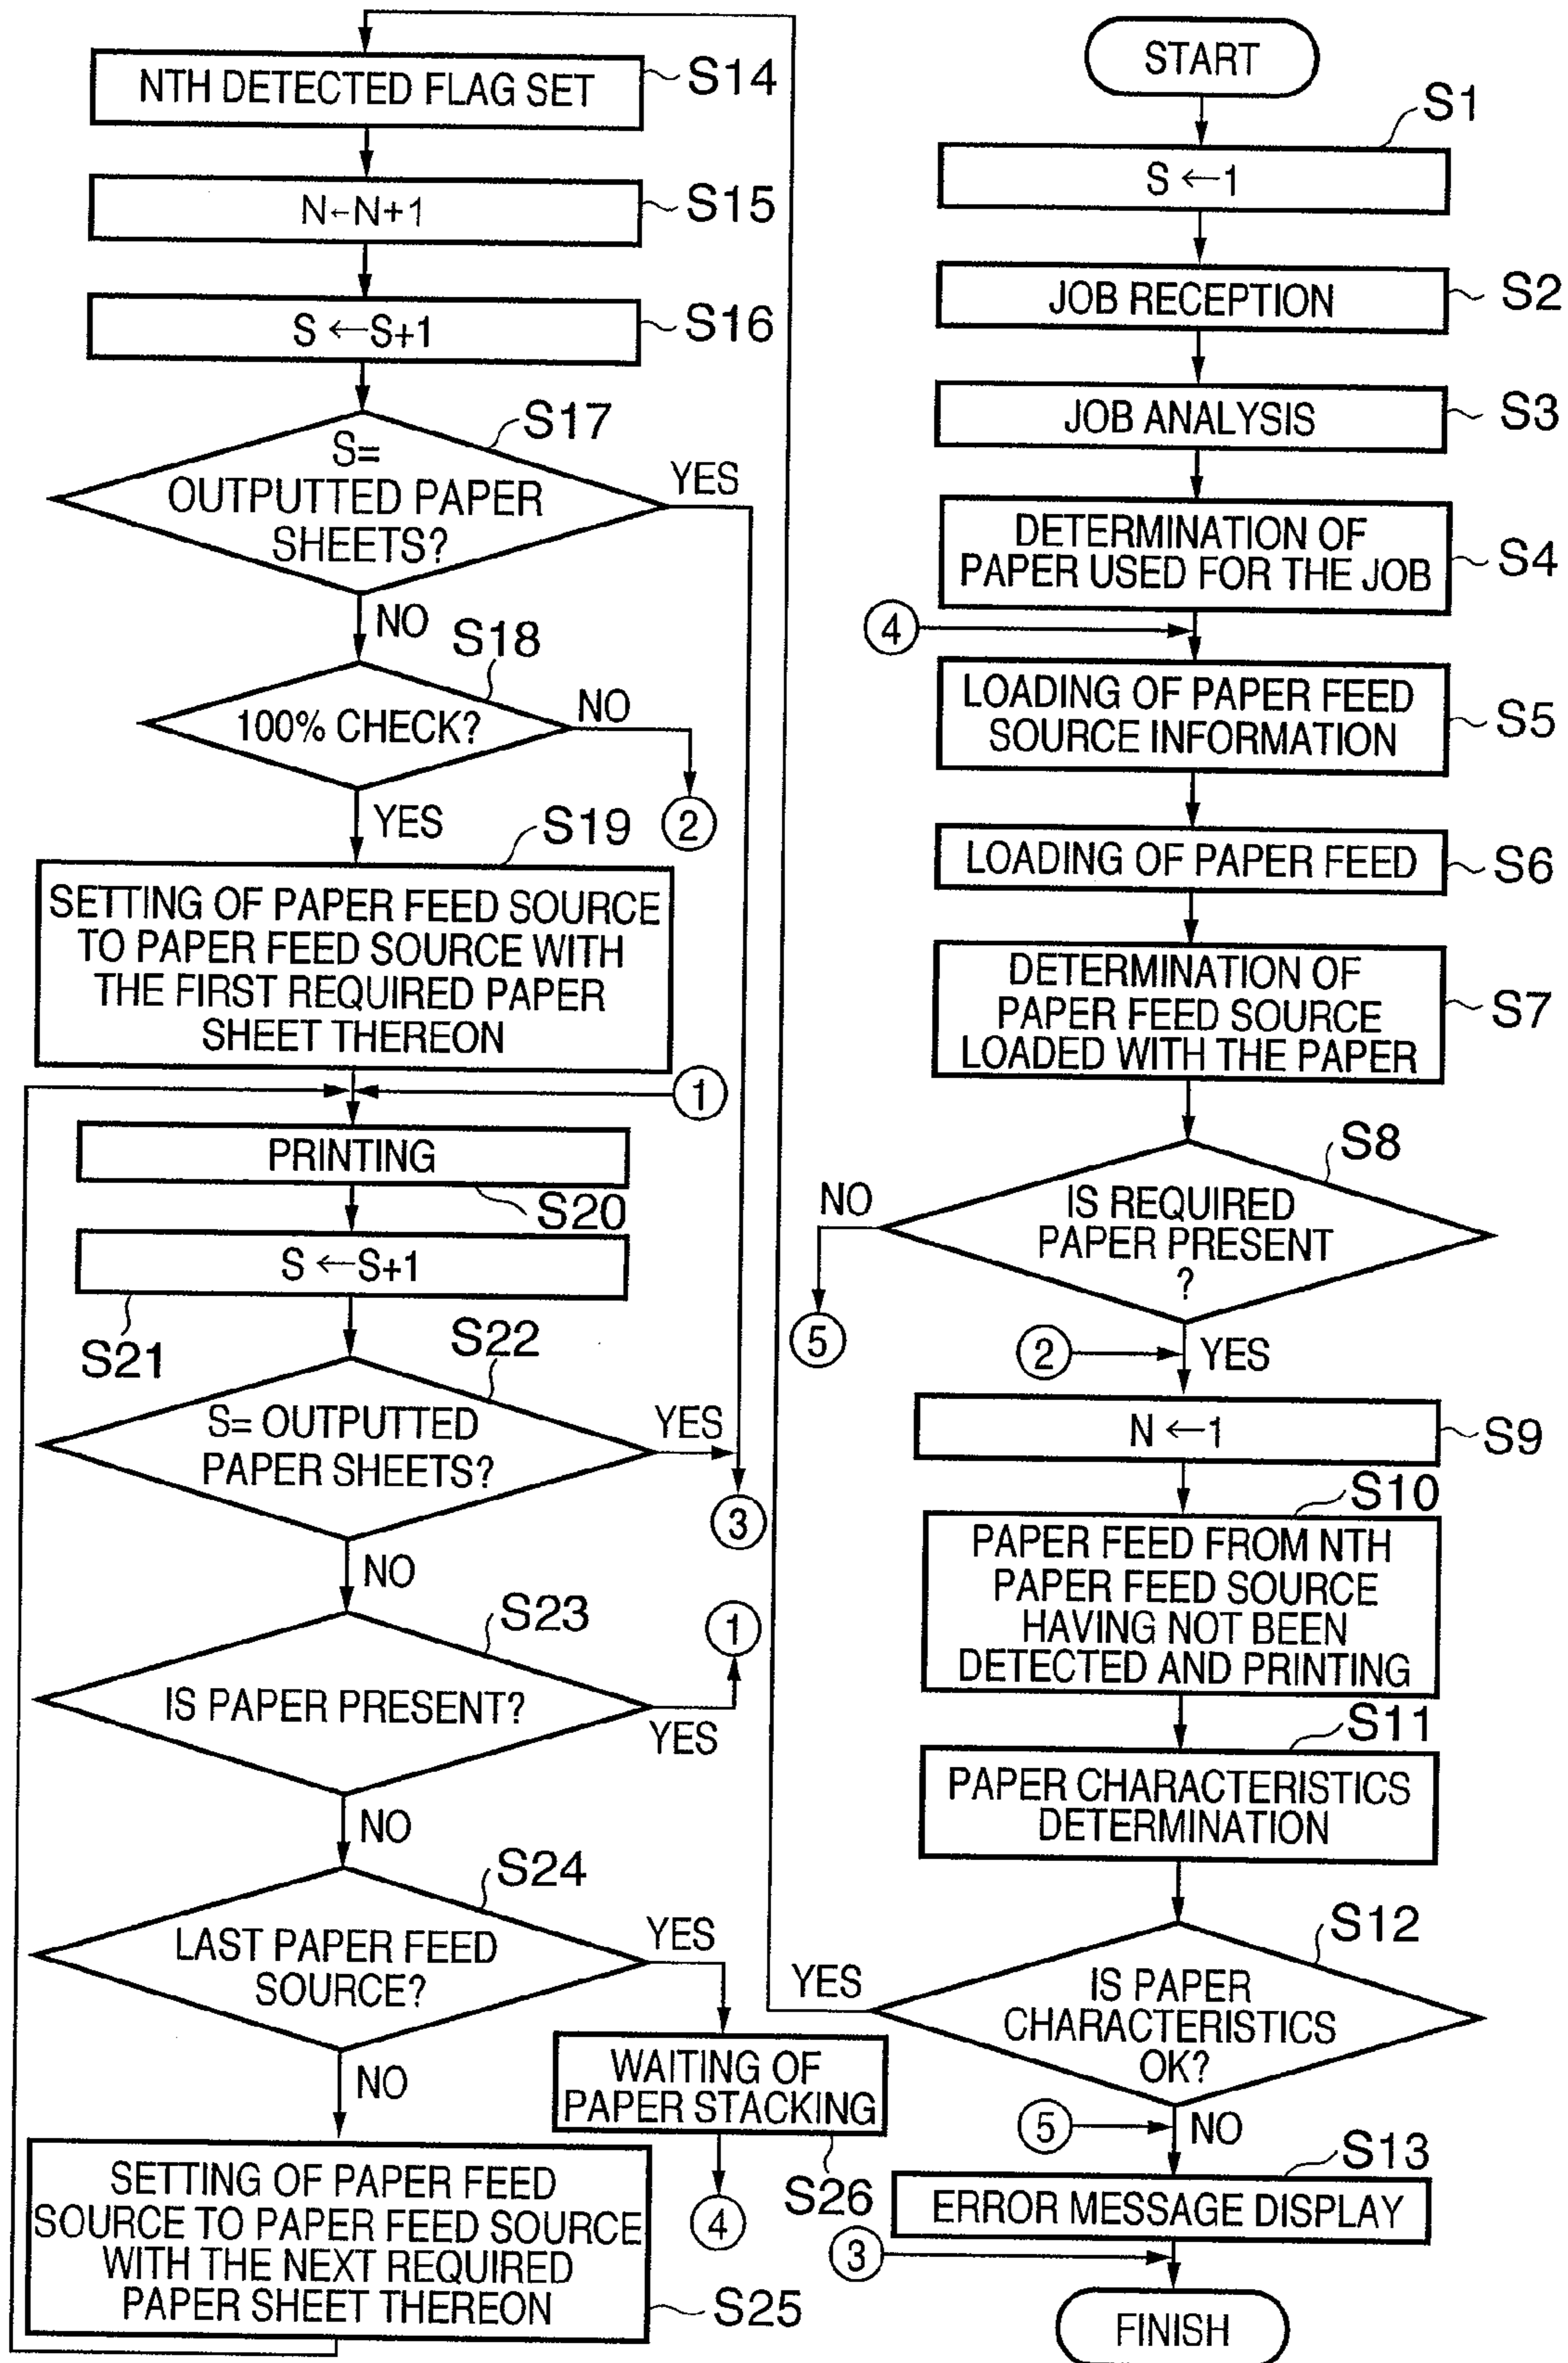 START
S1
S ←1
JOB RECEPTION
S2
JOB ANALYSIS
S3
DETERMINATION OF
PAPER USED FOR THE JOB
S4
4
LOADING OF PAPER FEED
SOURCE INFORMATION
S5
LOADING OF PAPER FEED
S6
DETERMINATION OF
PAPER FEED SOURCE
LOADED WITH THE PAPER
S7
S8
IS REQUIRED
PAPER PRESENT
?
NO
5
2
YES
N ←1
S9
S10
PAPER FEED FROM NTH
PAPER FEED SOURCE
HAVING NOT BEEN
DETECTED AND PRINTING
S11
PAPER CHARACTERISTICS
DETERMINATION
S12
IS PAPER
CHARACTERISTICS
OK?
YES
5
NO
S13
ERROR MESSAGE DISPLAY
3
FINISH
NTH DETECTED FLAG SET
S14
N←N+1
S15
S ←S+1
S16
S17
S=
OUTPUTTED PAPER
SHEETS?
YES
NO
S18
100% CHECK?
NO
2
YES
S19
SETTING OF PAPER FEED SOURCE
TO PAPER FEED SOURCE WITH
THE FIRST REQUIRED PAPER
SHEET THEREON
1
PRINTING
S20
S ←S+1
S21
S22
S= OUTPUTTED
PAPER SHEETS?
YES
3
NO
S23
1
IS PAPER PRESENT?
YES
NO
S24
LAST PAPER FEED
SOURCE?
YES
NO
WAITING OF
PAPER STACKING
S26
4
SETTING OF PAPER FEED
SOURCE TO PAPER FEED SOURCE
WITH THE NEXT REQUIRED
PAPER SHEET THEREON
S25